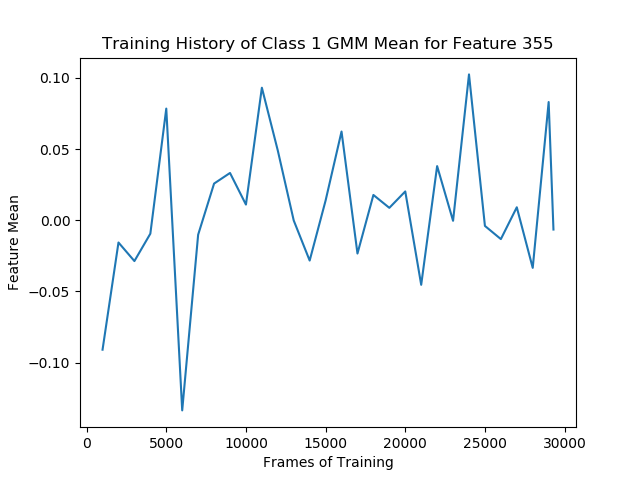 Training History of Class 1 GMM Mean for Feature 355
0.10
0.05
0.00
−0.05
−0.10
Feature Mean
0 5000 10000 15000 20000 25000 30000
Frames of Training